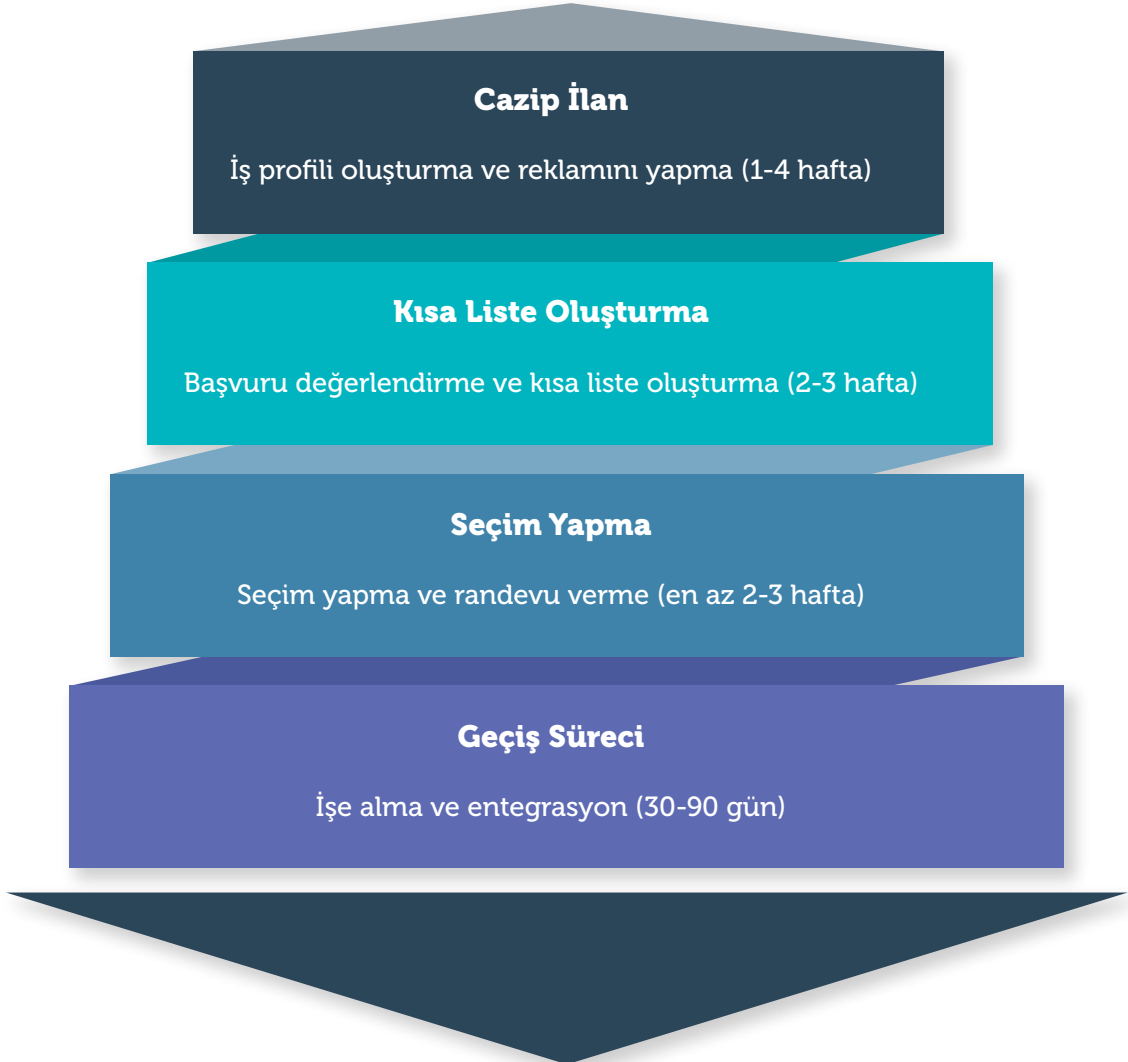 Cazip İlan
İş profili oluşturma ve reklamını yapma (1-4 hafta)
Kısa Liste Oluşturma
Başvuru değerlendirme ve kısa liste oluşturma (2-3 hafta)
Seçim Yapma
Seçim yapma ve randevu verme (en az 2-3 hafta)
Geçiş Süreci
İşe alma ve entegrasyon (30-90 gün)